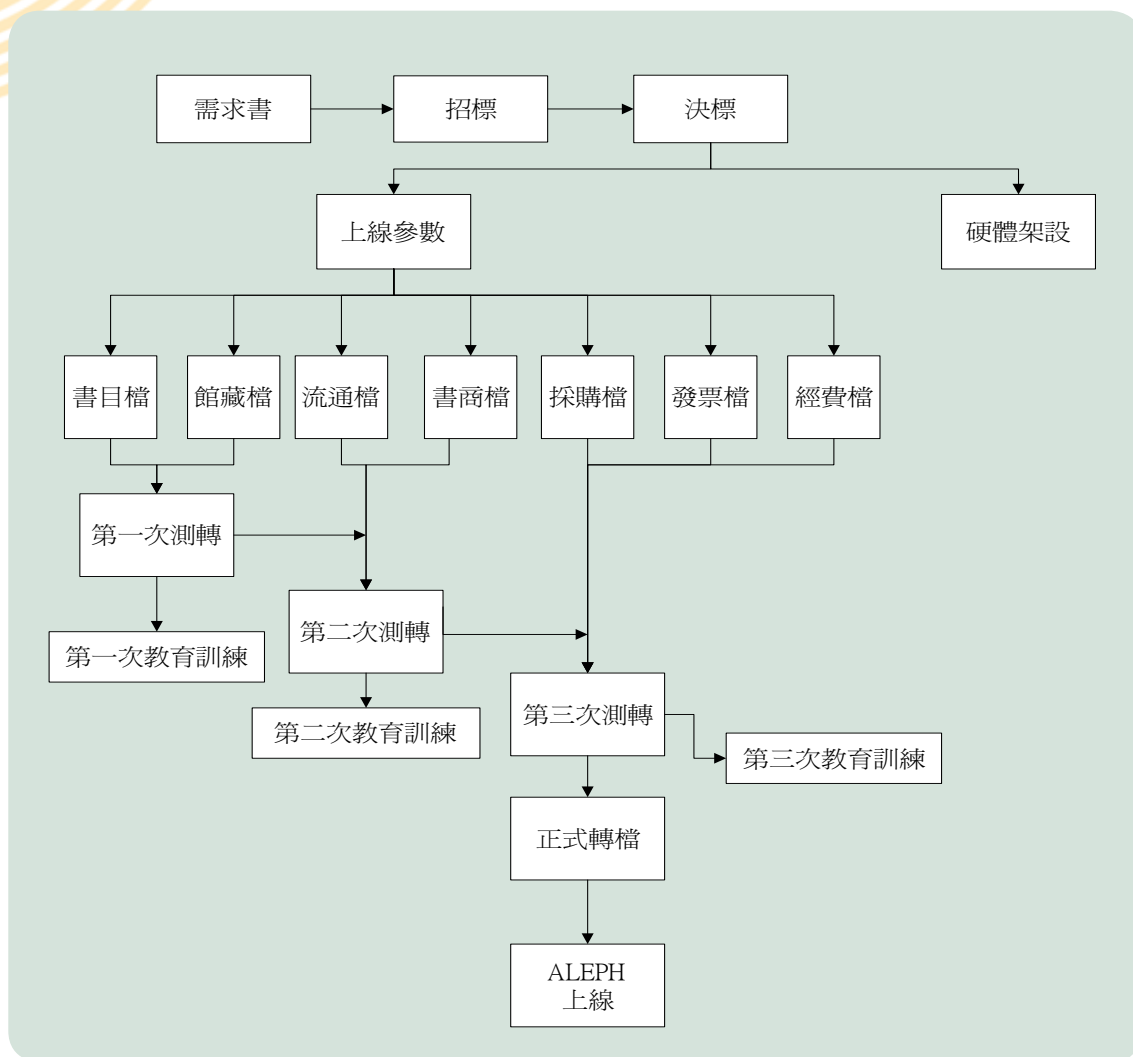 需求書
招標
決標
上線參數
硬體架設
書目檔
館藏檔
流通檔
書商檔
採購檔
發票檔
經費檔
第一次測轉
第二次測轉
第一次教育訓練
第三次測轉
第二次教育訓練
第三次教育訓練
正式轉檔
ALEPH
上線